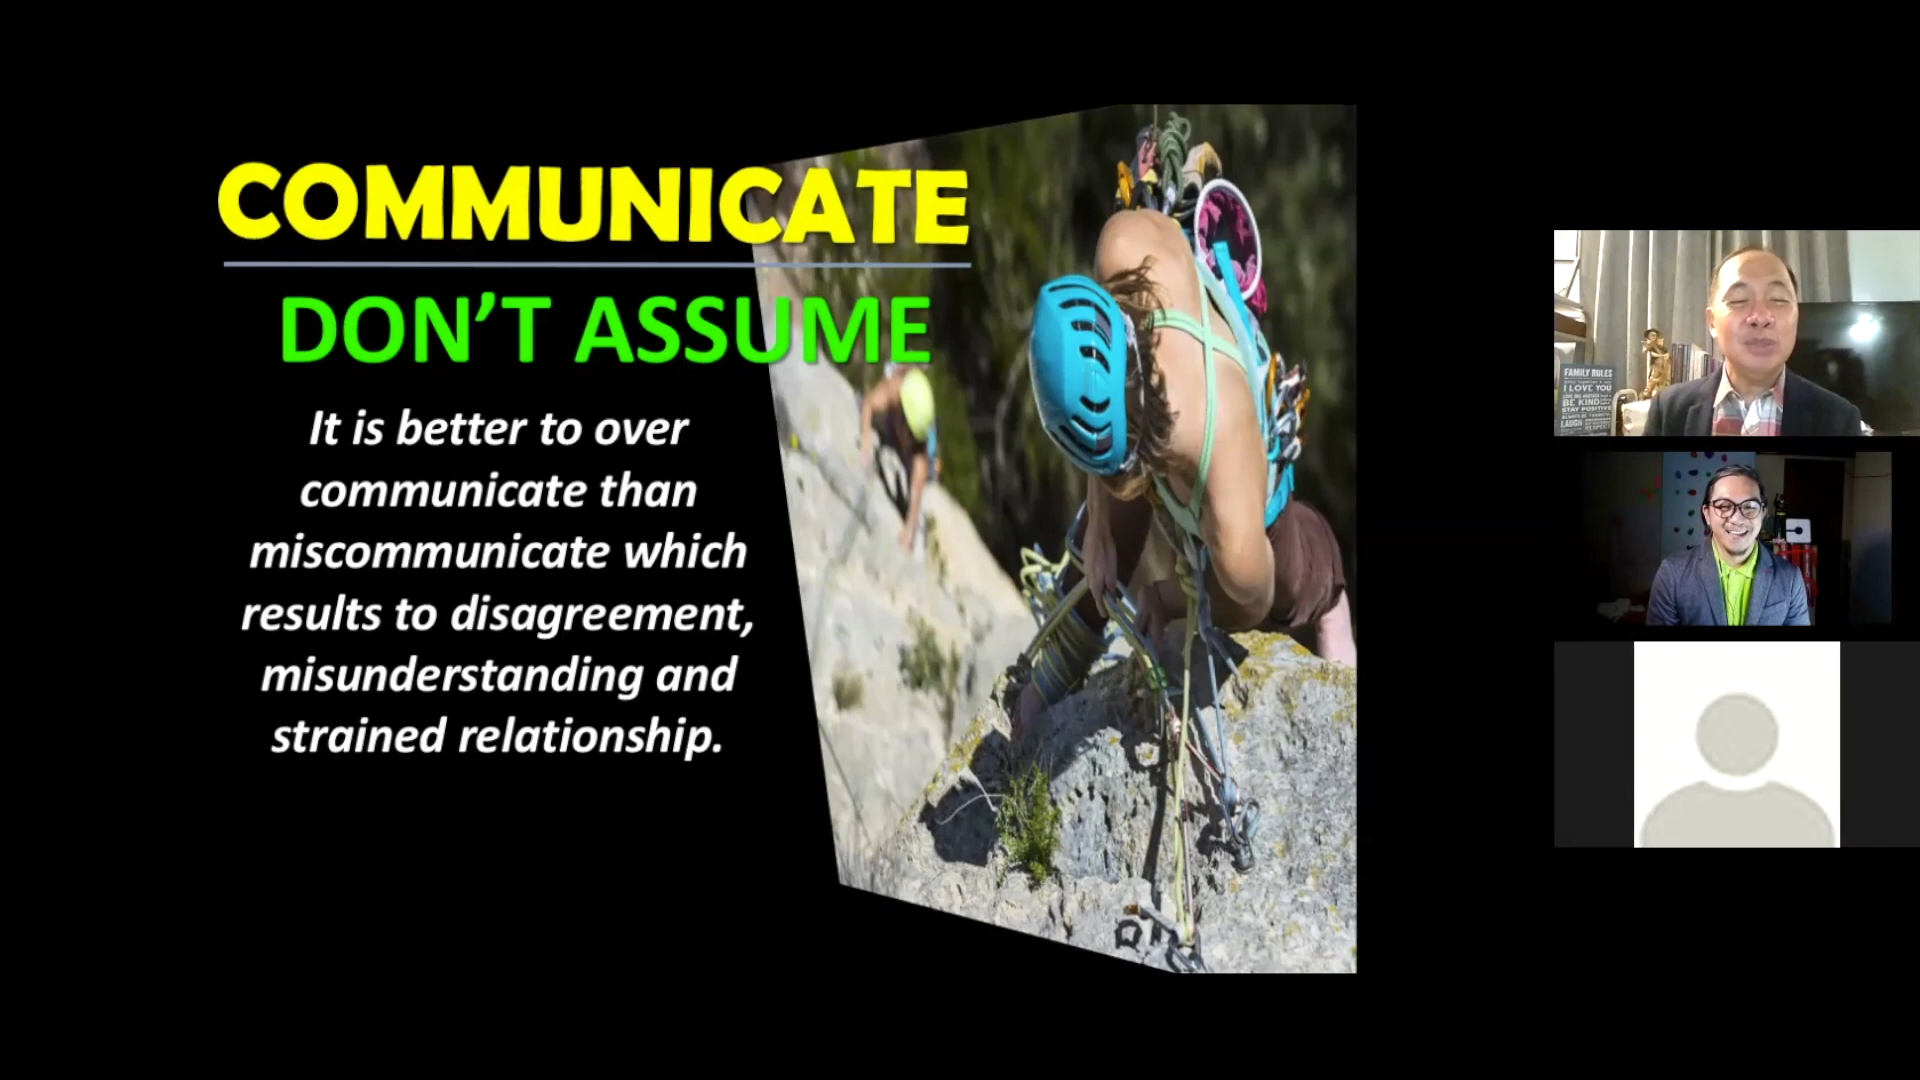 COMMUNICATE
DON'T ASSUME
It is better to over
communicate than
miscommunicate which
results to disagreement,
misunderstanding and
strained relationship.
FAMILY RULES
I LOVE YOU
BE KIND
STAY POSITIVE
LAUGH